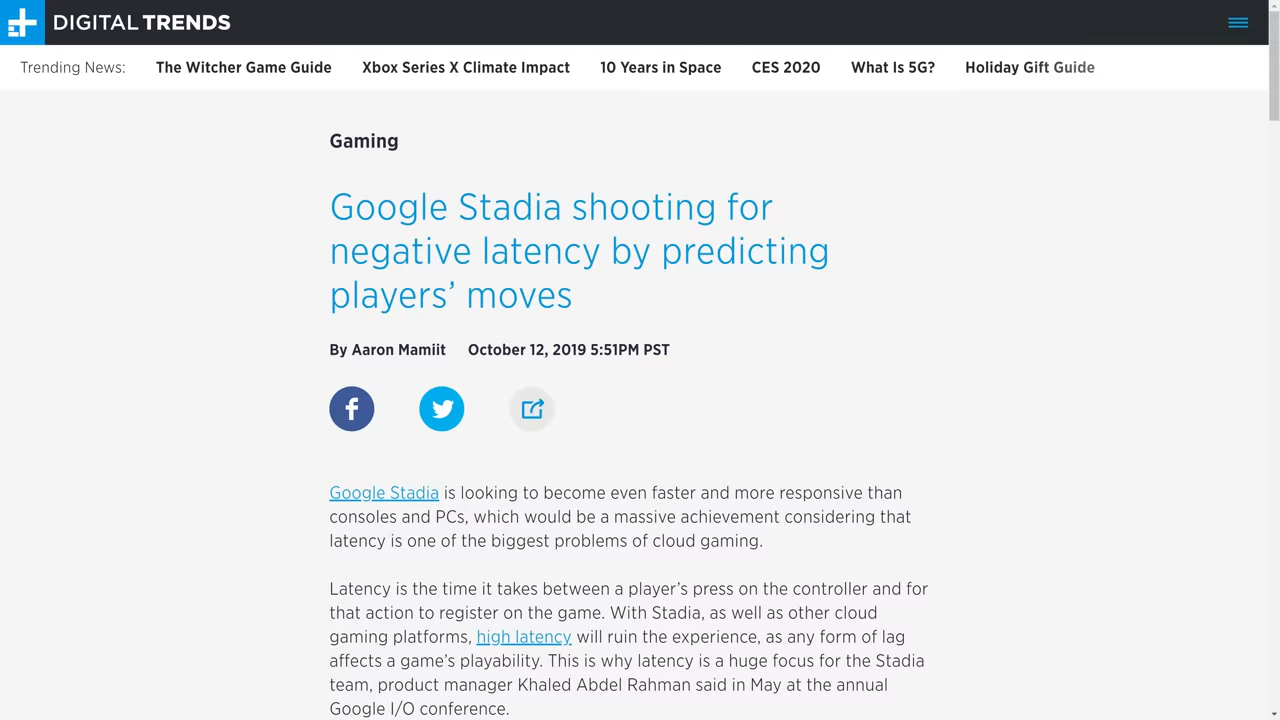 DIGITAL TRENDS
Trending News: The Witcher Game Guide Xbox Series X Climate Impact 10 Years in Space CES 2020 What Is 5G? Holiday Gift Guide
Gaming
Google Stadia shooting for
negative latency by predicting
players’ moves
By Aaron Mamiit October 12, 2019 5:51PM PST
Google Stadia is looking to become even faster and more responsive than
consoles and PCs, which would be a massive achievement considering that
latency is one of the biggest problems of cloud gaming.
Latency is the time it takes between a player’s press on the controller and for
that action to register on the game. With Stadia, as well as other cloud
gaming platforms, high latency will ruin the experience, as any form of lag
affects a game’s playability. This is why latency is a huge focus for the Stadia
team, product manager Khaled Abdel Rahman said in May at the annual
Google I/O conference.